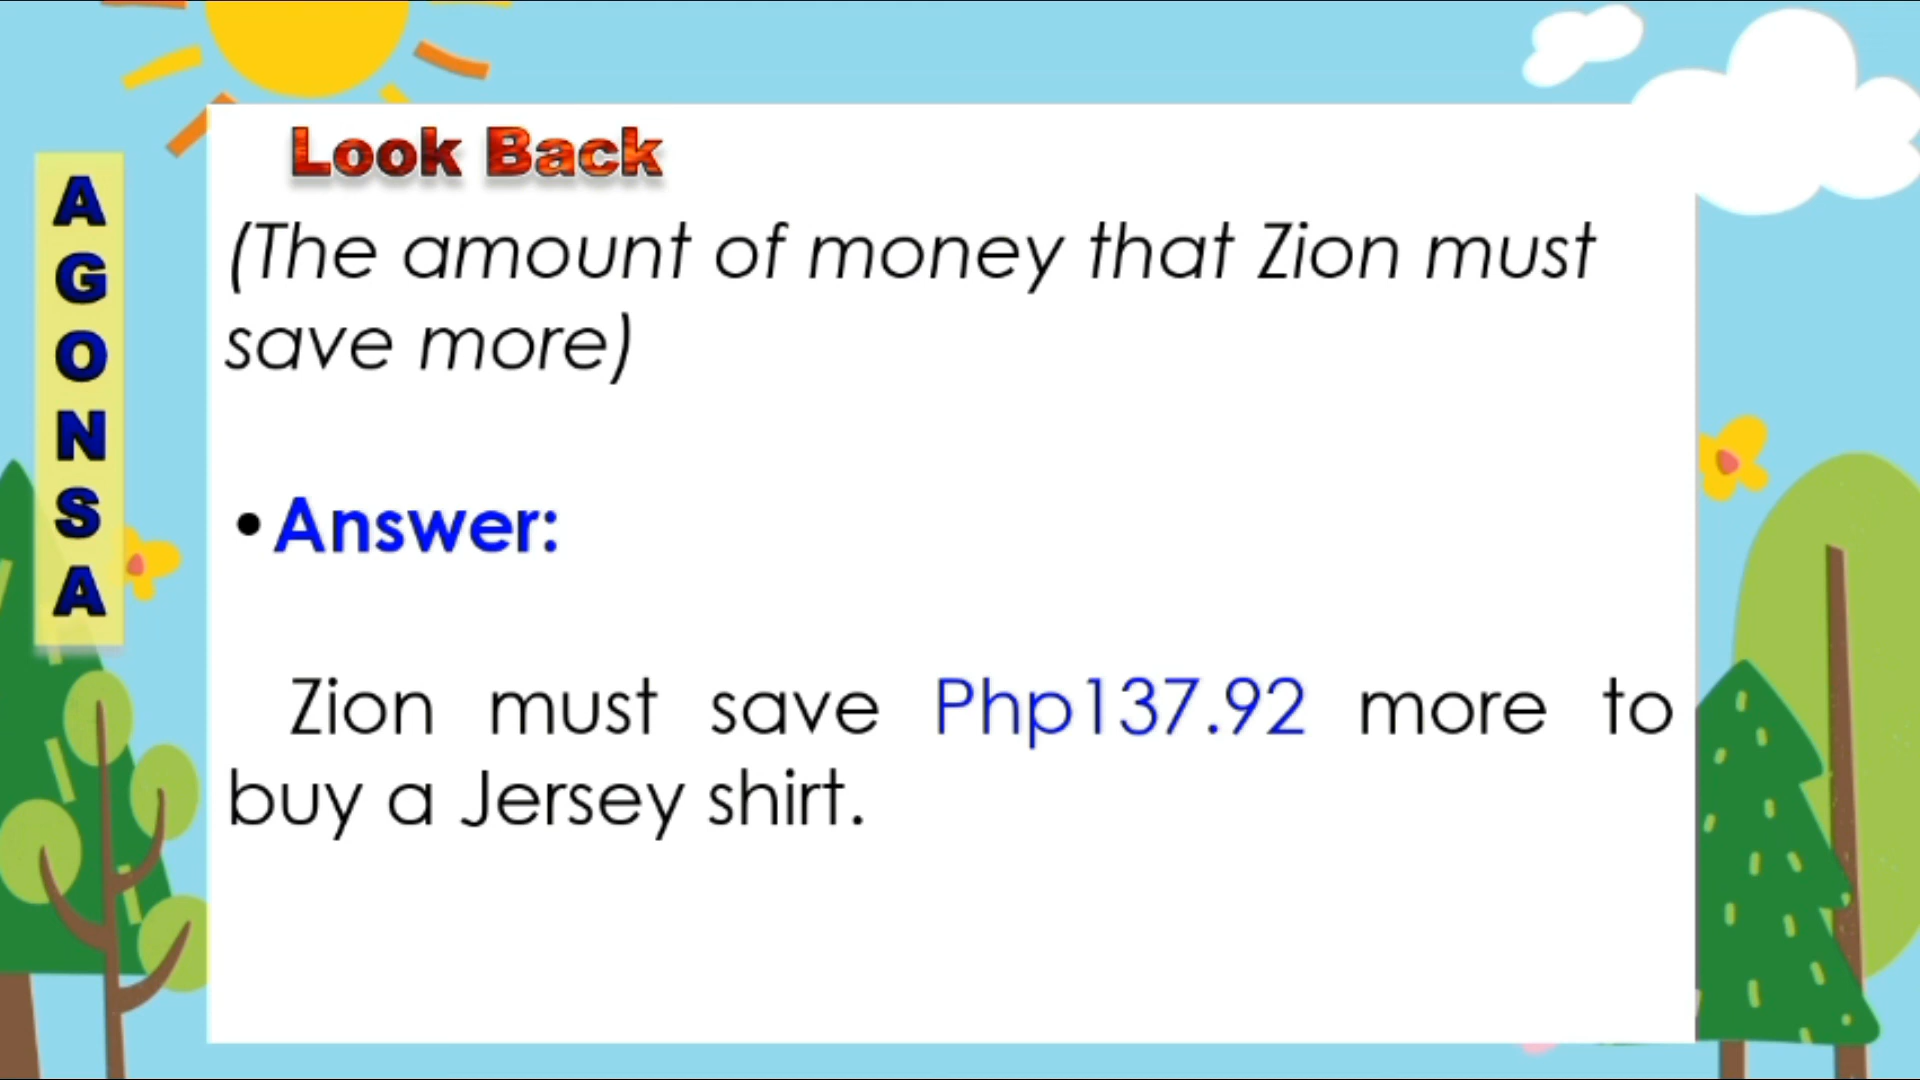 Look Back
(The amount of money that Zion must
save more)
•Answer:
Zion must save Php137.92 more to
buy a Jersey shirt.
A
G
O
N
S
A